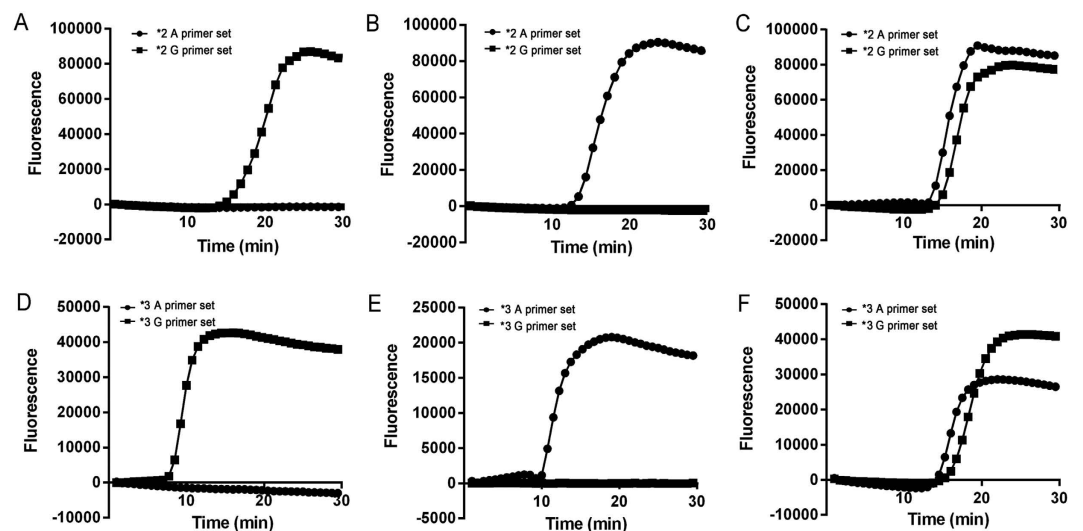 A
*2 A primer set
*2 G primer set
100000
80000
60000
40000
20000
0
-20000
Fluorescence
10
20
30
Time (min)
B
*2 A primer set
*2 G primer set
100000
80000
60000
40000
20000
0
-20000
Fluorescence
10
20
30
Time (min)
C
*2 A primer set
*2 G primer set
100000
80000
60000
40000
20000
0
-20000
Fluorescence
10
20
30
Time (min)
D
*3 A primer set
*3 G primer set
50000
40000
30000
20000
10000
0
-10000
Fluorescence
10
20
30
Time (min)
E
*3 A primer set
*3 G primer set
25000
20000
15000
10000
5000
0
-5000
Fluorescence
10
20
30
Time (min)
F
*3 A primer set
*3 G primer set
50000
40000
30000
20000
10000
0
-10000
Fluorescence
10
20
30
Time (min)